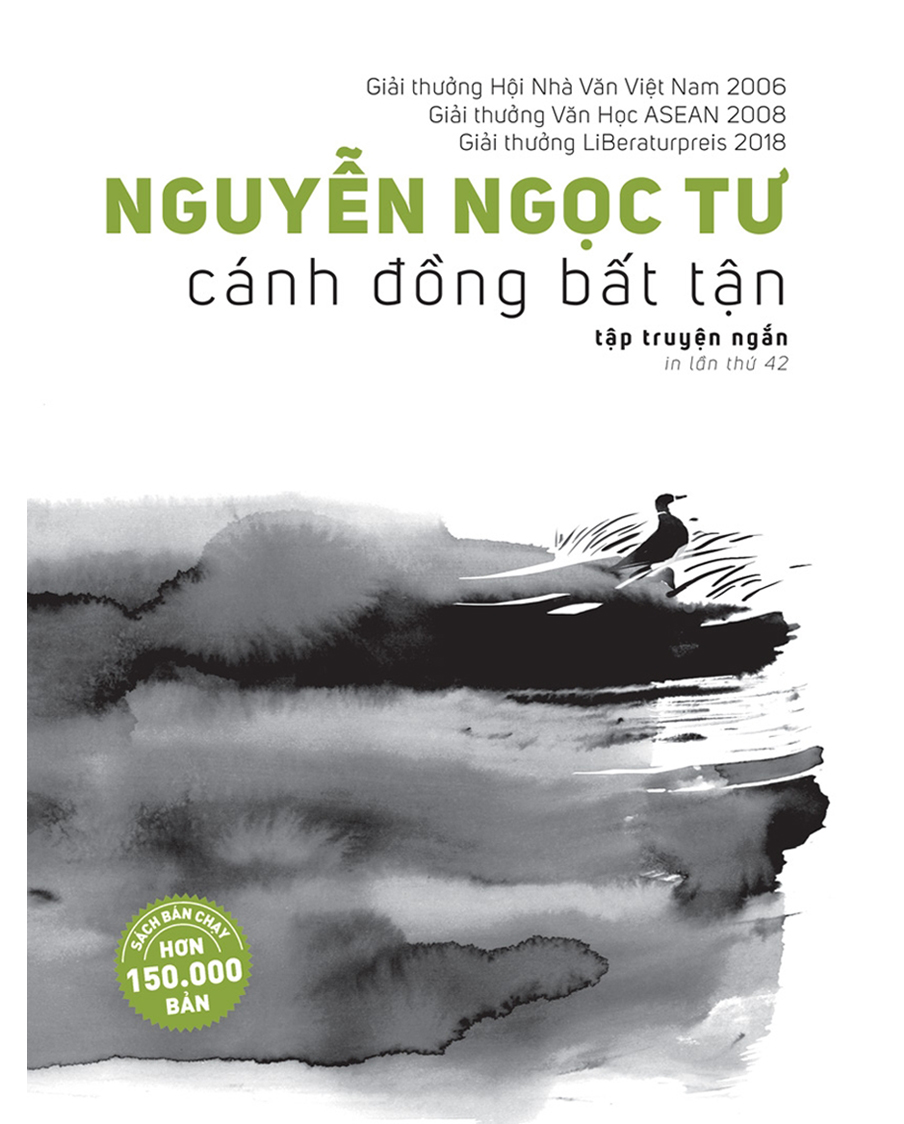 Giải thưởng Hội Nhà Văn Việt Nam 2006
Giải thưởng Văn Học ASEAN 2008
Giải thưởng LiBeraturpreis 2018
NGUYỄN NGỌC TƯ
cánh đồng bất tận
tập truyện ngắn
in lần thứ 42
SÁCH BÁN CHẠY
HƠN
150.000
BẢN